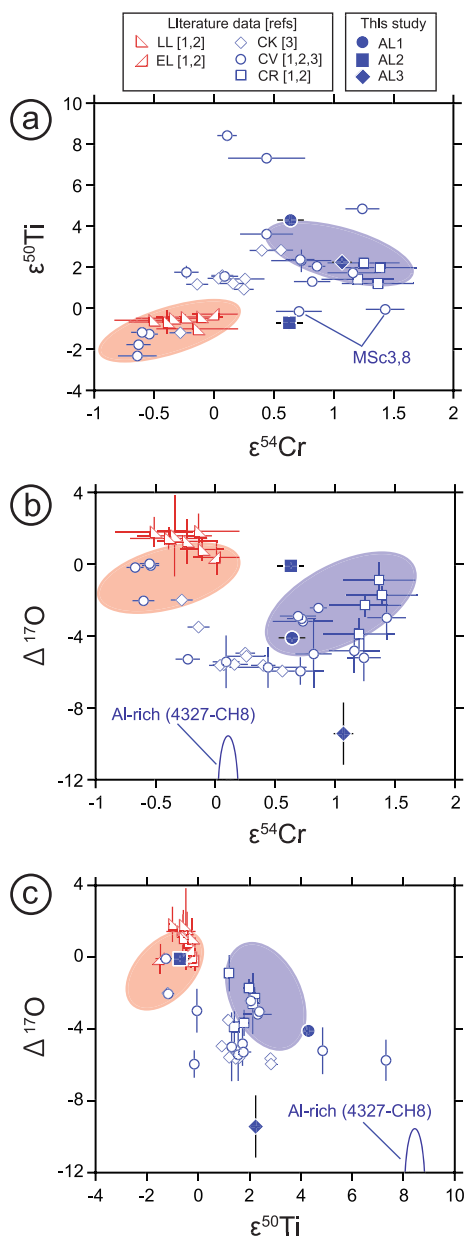 Literature data [refs]
This study
LL [1,2]
EL [1,2]
CK [3]
CV [1,2,3]
CR [1,2]
AL1
AL2
AL3
a
10
8
6
4
2
0
-2
-4
ε50Ti
MSc3,8
-1 -0.5 0 0.5 1 1.5 2
ε54Cr
b
4
0
-4
-8
-12
Δ 17O
Al-rich (4327-CH8)
-1 -0.5 0 0.5 1 1.5 2
ε54Cr
c
4
0
-4
-8
-12
Δ 17O
Al-rich (4327-CH8)
-4 -2 0 2 4 6 8 10
ε50Ti